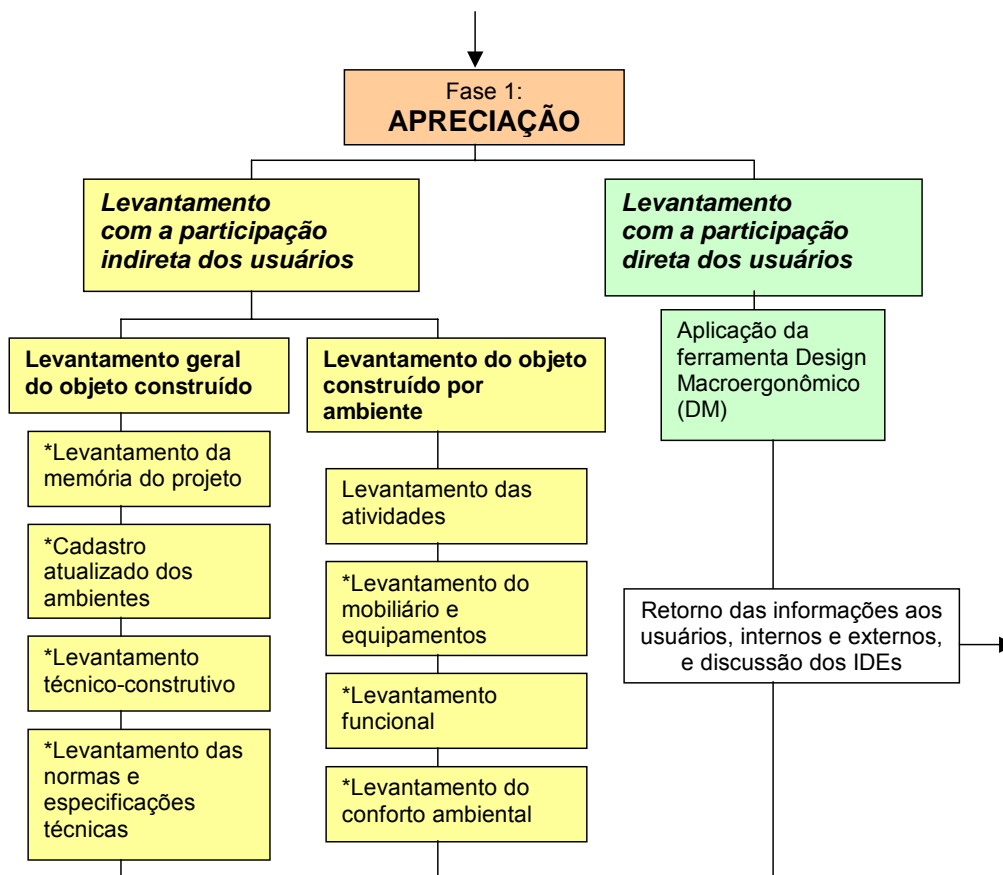 Fase 1:
APRECIAÇÃO
Levantamento
com a participação
indireta dos usuários
Levantamento
com a participação
direta dos usuários
Levantamento geral
do objeto construído
*Levantamento da
memória do projeto
*Cadastro
atualizado dos
ambientes
*Levantamento
técnico-construtivo
*Levantamento das
normas e
especificações
técnicas
Levantamento do objeto
construído por
ambiente
Levantamento das
atividades
*Levantamento do
mobiliário e
equipamentos
*Levantamento
funcional
*Levantamento do
conforto ambiental
Aplicação da
ferramenta Design
Macroergonômico
(DM)
Retorno das informações aos
usuários, internos e externos,
e discussão dos IDEs